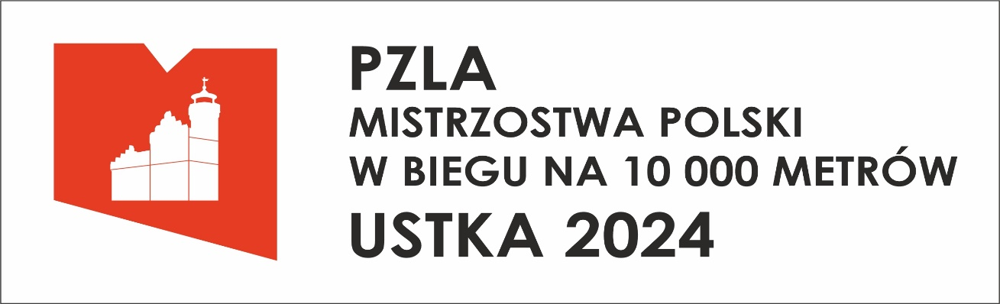 PZLA
MISTRZOSTWA POLSKI
W BIEGU NA 10 000 METRÓW
USTKA 2024